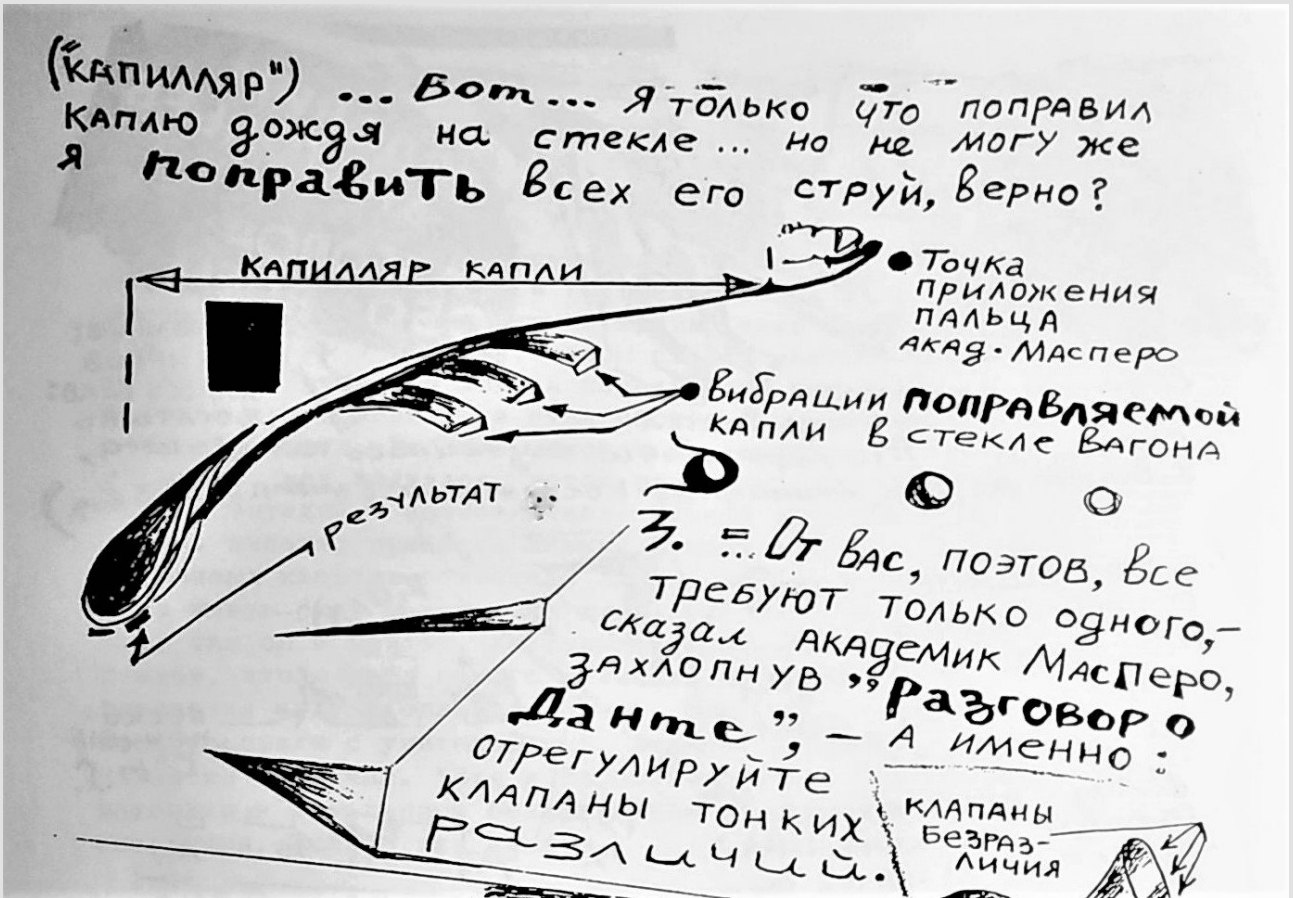 ("КАПИЛЛЯР") ... Вот... Я только что поправил
каплю дождя на стекле... но не могу же
я поправить всех его струй, верно?
КАПИЛЛЯР КАПЛИ
Точка
приложения
пальца
акад. Масперо
вибрации поправляемой
капли в стекле вагона
результат
3. =...От вас, поэтов, все
требуют только одного,–
сказал академик Масперо,
захлопнув „Разговор о
Данте”, – а именно:
отрегулируйте
клапаны тонких
различий.
клапаны
безраз-
личия